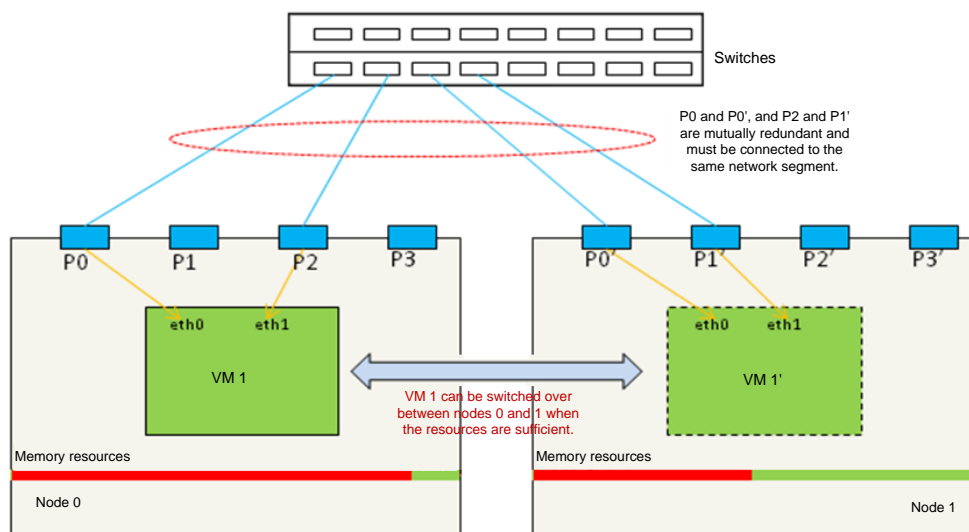 Switches
P0 and P0’, and P2 and P1’
are mutually redundant and
must be connected to the
same network segment.
P0
P1
P2
P3
P0’
P1’
P2’
P3’
eth0
eth1
eth0
eth1
VM 1
VM 1’
VM 1 can be switched over
between nodes 0 and 1 when
the resources are sufficient.
Memory resources
Memory resources
Node 0
Node 1